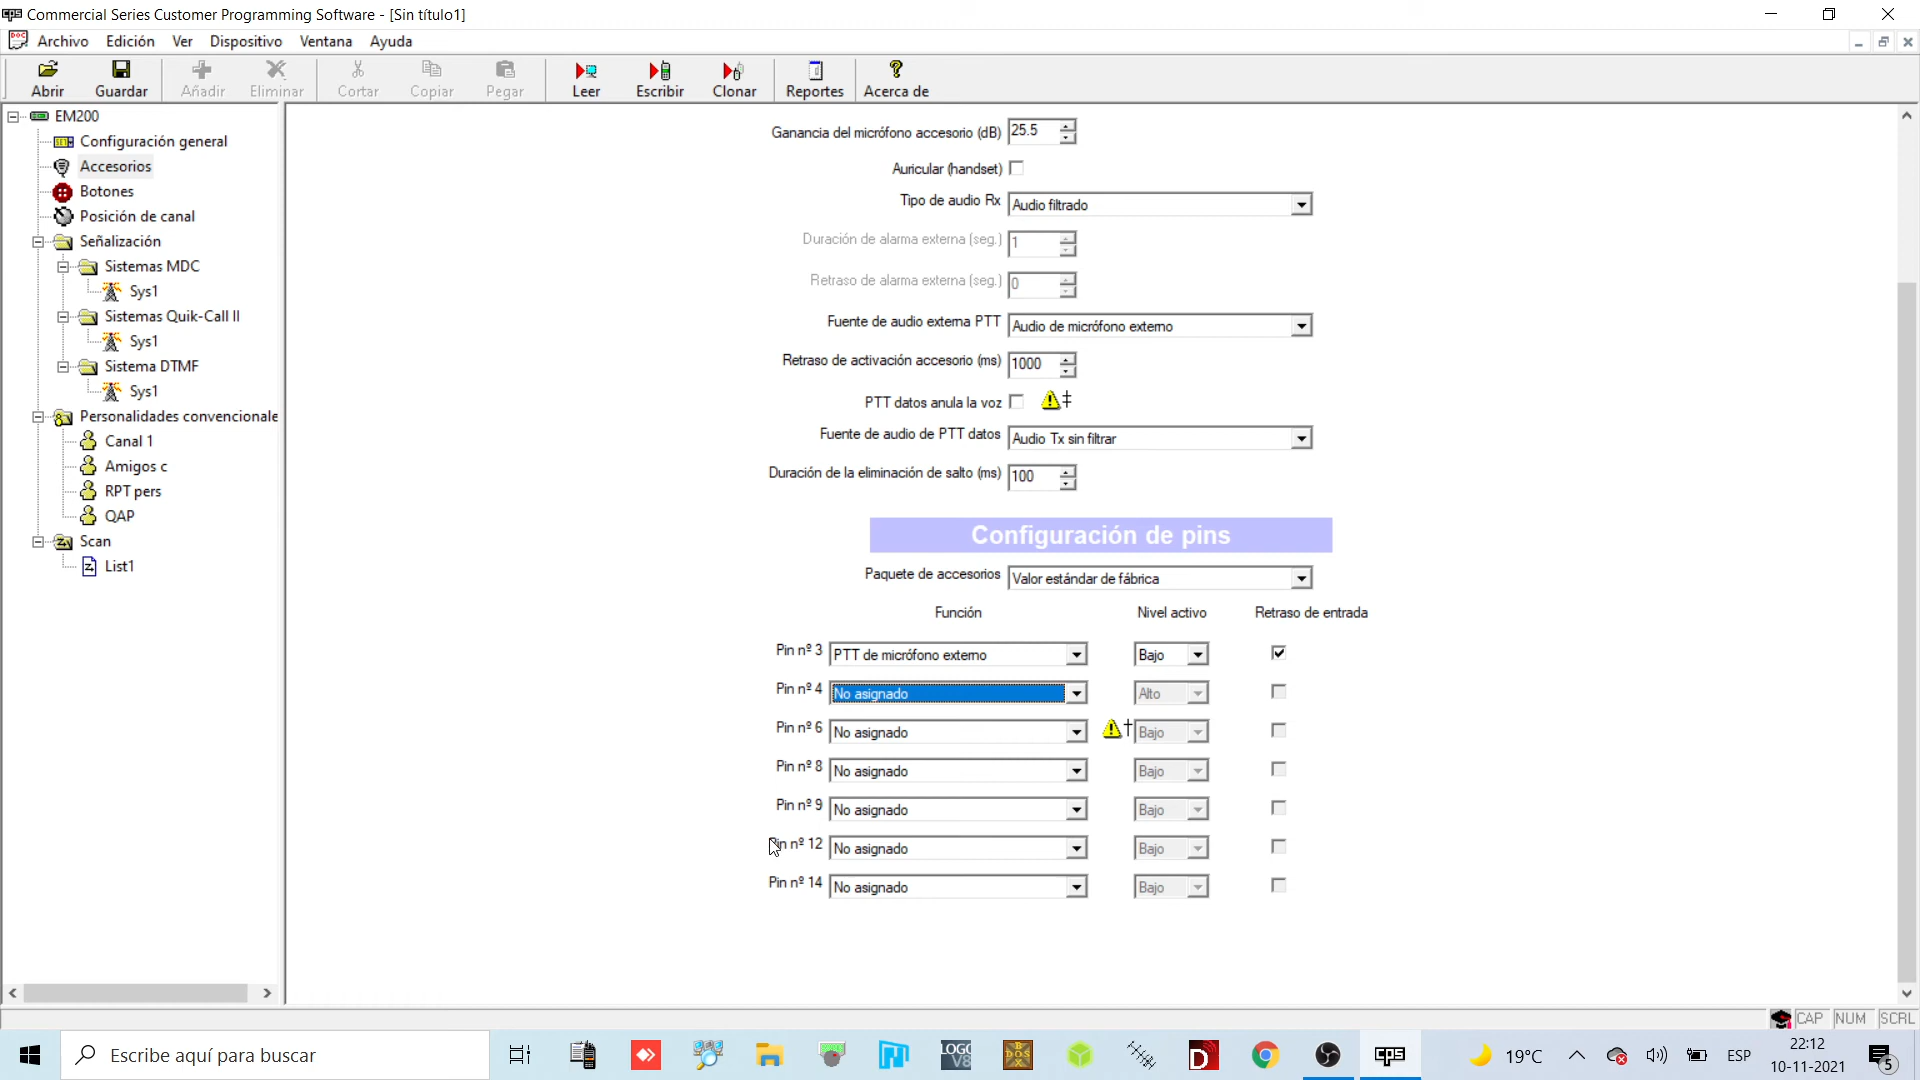 Commercial Series Customer Programming Software - [Sin título1]
Archivo Edición Ver Dispositivo Ventana Ayuda
Abrir Guardar Añadir Eliminar Cortar Copiar Pegar Leer Escribir Clonar Reportes Acerca de
EM200
Configuración general
Accesorios
Botones
Posición de canal
Señalización
Sistemas MDC
Sys1
Sistemas Quik-Call II
Sys1
Sistema DTMF
Sys1
Personalidades convencionale
Canal 1
Amigos c
RPT pers
QAP
Scan
List1
Ganancia del micrófono accesorio (dB) 25.5
Auricular (handset)
Tipo de audio Rx Audio filtrado
Duración de alarma externa (seg.) 1
Retraso de alarma externa (seg.) 0
Fuente de audio externa PTT Audio de micrófono externo
Retraso de activación accesorio (ms) 1000
PTT datos anula la voz ‡
Fuente de audio de PTT datos Audio Tx sin filtrar
Duración de la eliminación de salto (ms) 100
Configuración de pins
Paquete de accesorios Valor estándar de fábrica
Función Nivel activo Retraso de entrada
Pin nº 3 PTT de micrófono externo Bajo
Pin nº 4 No asignado Alto
Pin nº 6 No asignado † Bajo
Pin nº 8 No asignado Bajo
Pin nº 9 No asignado Bajo
Pin nº 12 No asignado Bajo
Pin nº 14 No asignado Bajo
CAP NUM SCRL
Escribe aquí para buscar
LOGO V8
DOS BOX
D
cps
19°C
ESP
22:12
10-11-2021
5